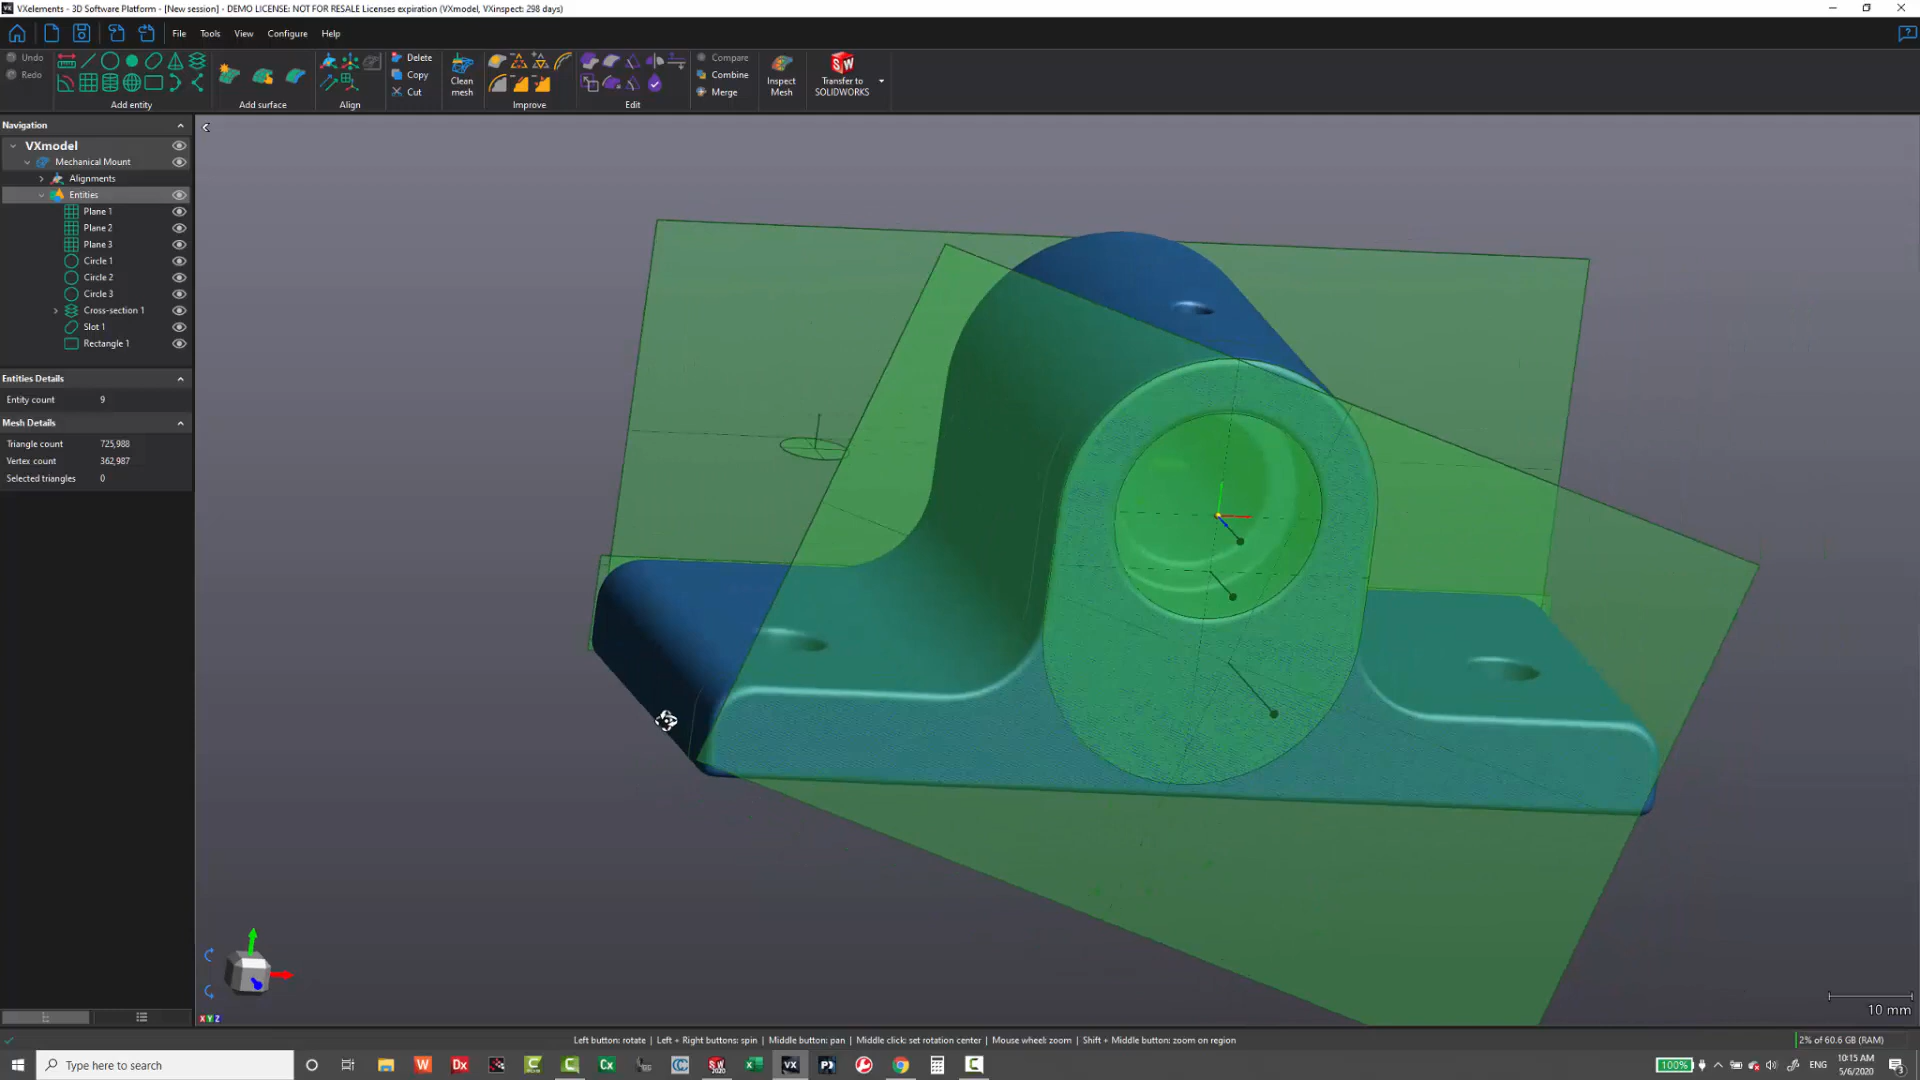 VXelements - 3D Software Platform - [New session] - DEMO LICENSE: NOT FOR RESALE Licenses expiration (VXmodel, VXinspect: 298 days)
File Tools View Configure Help
Undo
Redo
Add entity
Add surface
Align
Delete
Copy
Cut
Clean mesh
Improve
Edit
Compare
Combine
Merge
Inspect Mesh
Transfer to SOLIDWORKS
Navigation
VXmodel
Mechanical Mount
Alignments
Entities
Plane 1
Plane 2
Plane 3
Circle 1
Circle 2
Circle 3
Cross-section 1
Slot 1
Rectangle 1
Entities Details
Entity count 9
Mesh Details
Triangle count 725,988
Vertex count 362,987
Selected triangles 0
XYZ
10 mm
Left button: rotate | Left + Right buttons: spin | Middle button: pan | Middle click: set rotation center | Mouse wheel: zoom | Shift + Middle button: zoom on region
2% of 60.6 GB (RAM)
Type here to search
100%
ENG
10:15 AM
5/6/2020